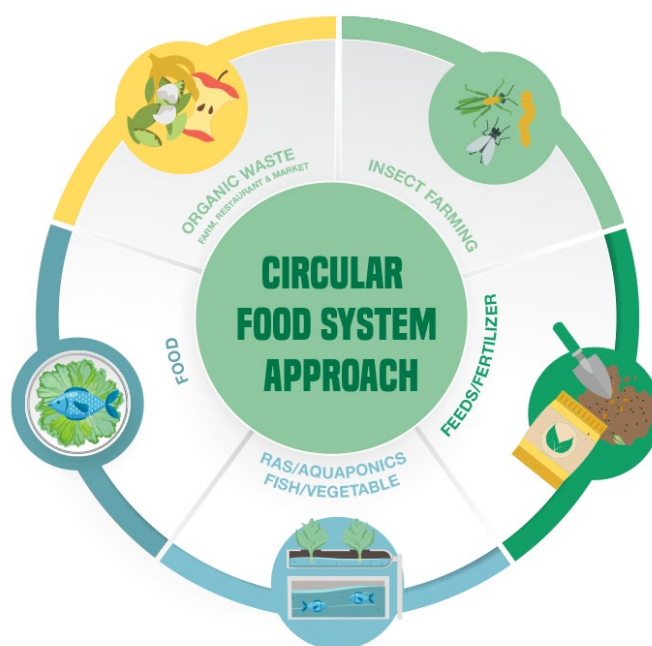 CIRCULAR
FOOD SYSTEM
APPROACH
ORGANIC WASTE
FARM, RESTAURANT & MARKET
INSECT FARMING
FEEDS/FERTILIZER
RAS/AQUAPONICS
FISH/VEGETABLE
FOOD